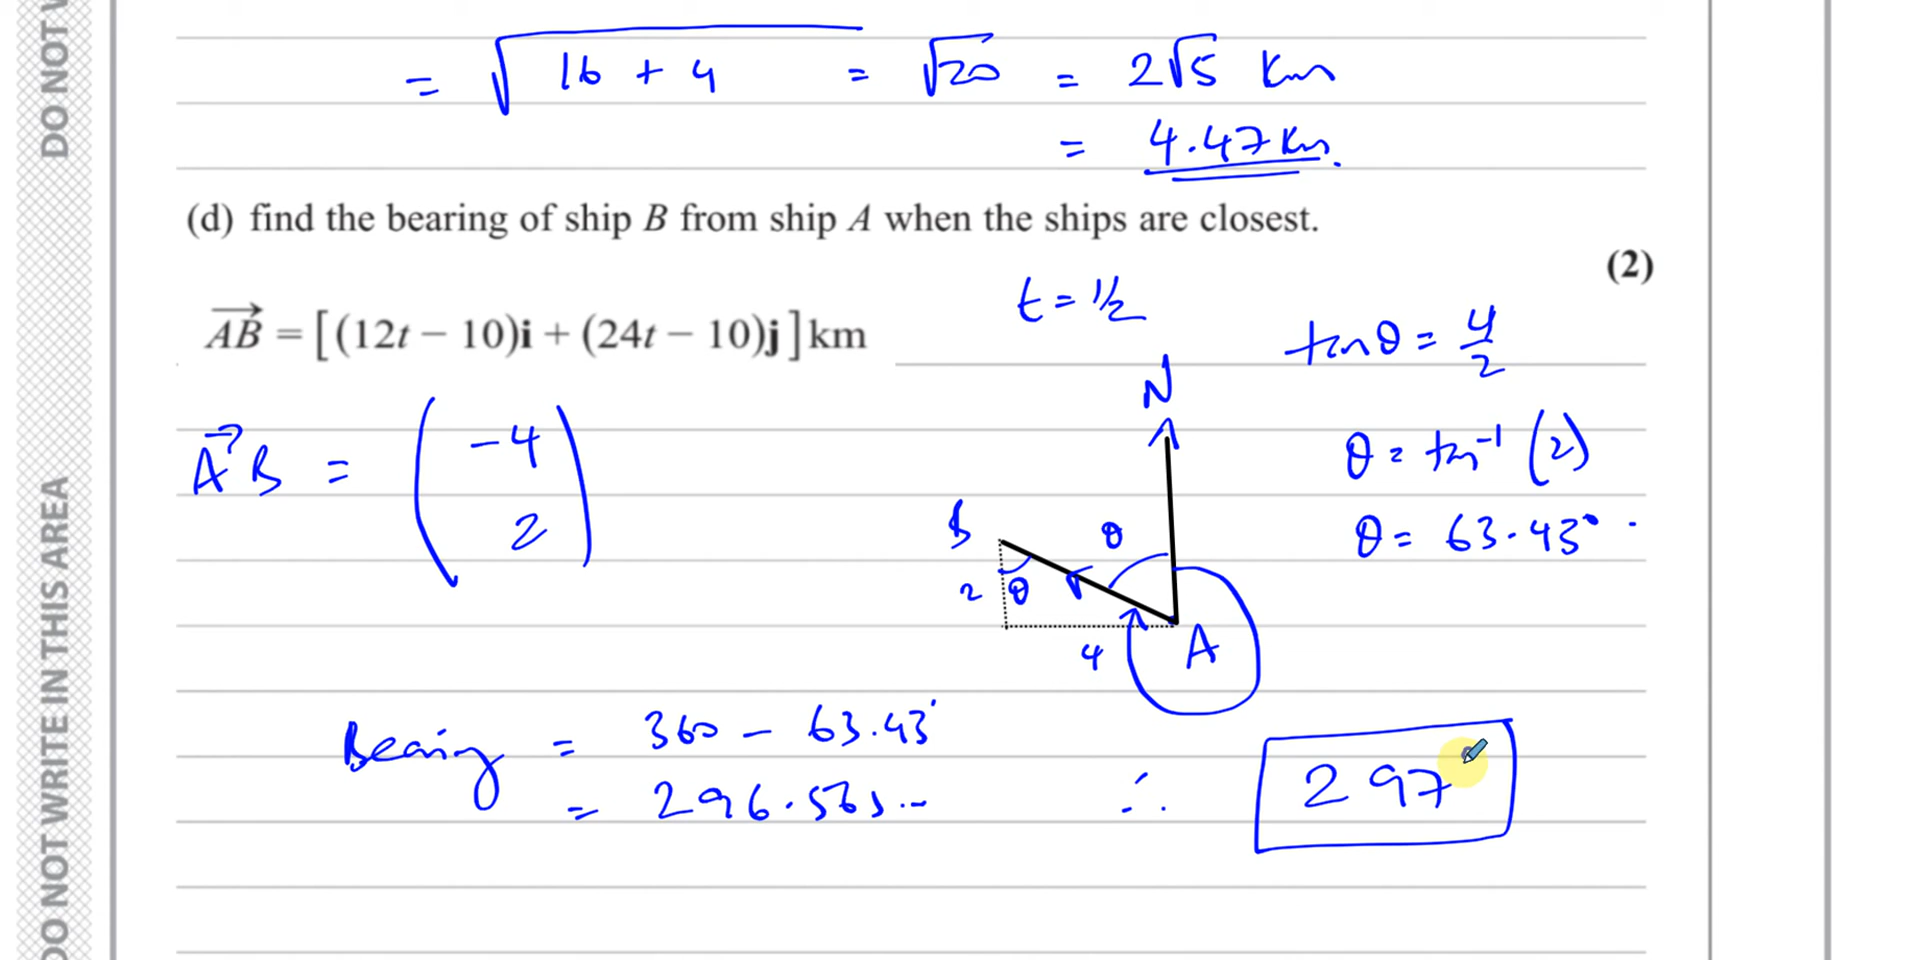 = √16 + 4 = √20 = 2√5 Km
= 4.47 Km.
(d) find the bearing of ship B from ship A when the ships are closest.
(2)
t = 1/2
AB = [(12t − 10)i + (24t − 10)j] km
tanθ = 4/2
N
AB = (-4 2)
θ = tan⁻¹ (2)
B
θ
θ = 63.43°.
2 θ
4 A
Bearing = 360 − 63.43°
= 296.565... ∴ 297°
DO NOT W
DO NOT WRITE IN THIS AREA